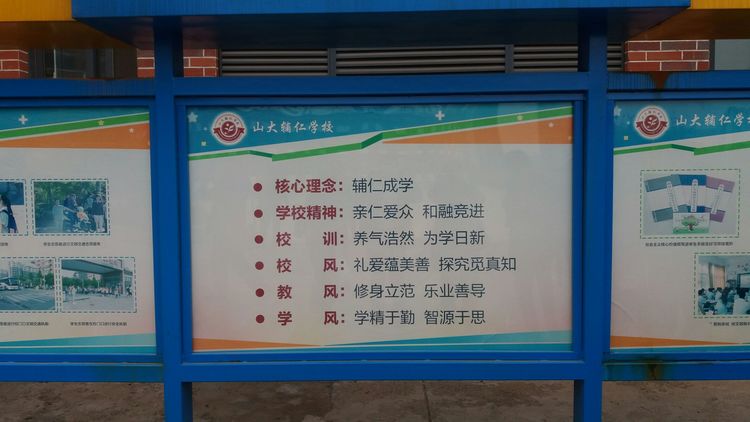 山大辅仁学校
核心理念：辅仁成学
学校精神：亲仁爱众 和融竞进
校 训：养气浩然 为学日新
校 风：礼爱蕴美善 探究觅真知
教 风：修身立范 乐业善导
学 风：学精于勤 智源于思
山大辅仁学校